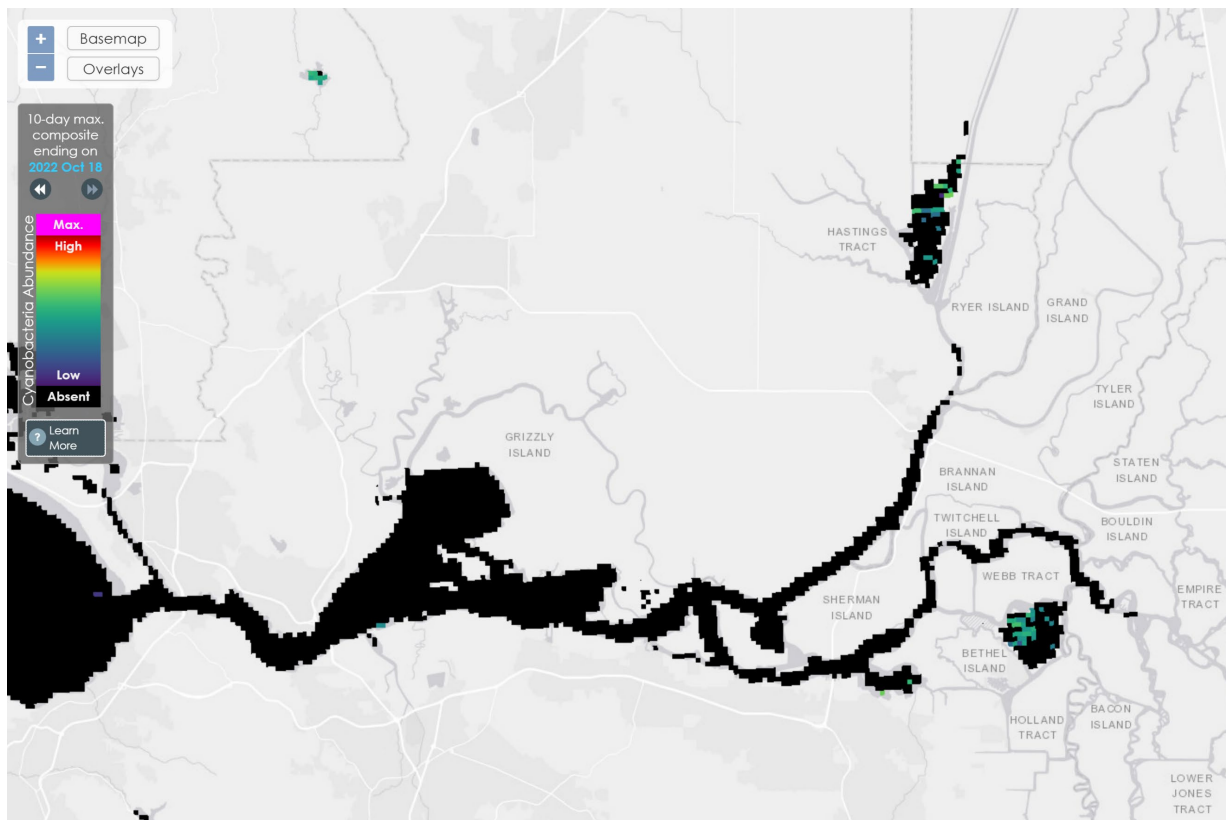 +
Basemap
−
Overlays
10-day max.
composite
ending on
2022 Oct 18
Cyanobacteria Abundance
Max.
High
Low
Absent
?
Learn
More
HASTINGS
TRACT
RYER ISLAND
GRAND
ISLAND
TYLER
ISLAND
GRIZZLY
ISLAND
STATEN
ISLAND
BRANNAN
ISLAND
TWITCHELL
ISLAND
BOULDIN
ISLAND
WEBB TRACT
EMPIRE
TRACT
SHERMAN
ISLAND
BETHEL
ISLAND
HOLLAND
TRACT
BACON
ISLAND
LOWER
JONES
TRACT